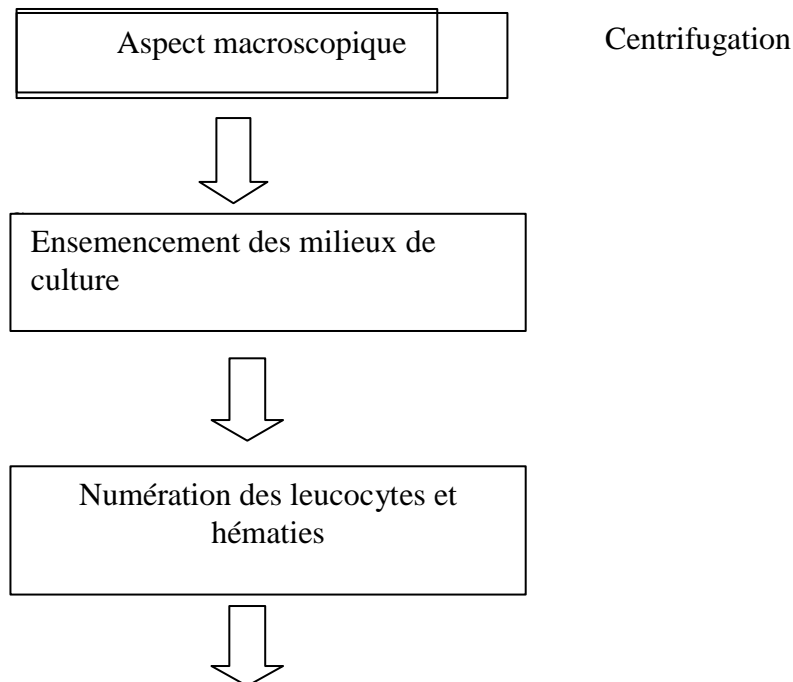 Aspect macroscopique
Centrifugation
Ensemencement des milieux de
culture
Numération des leucocytes et
hématies